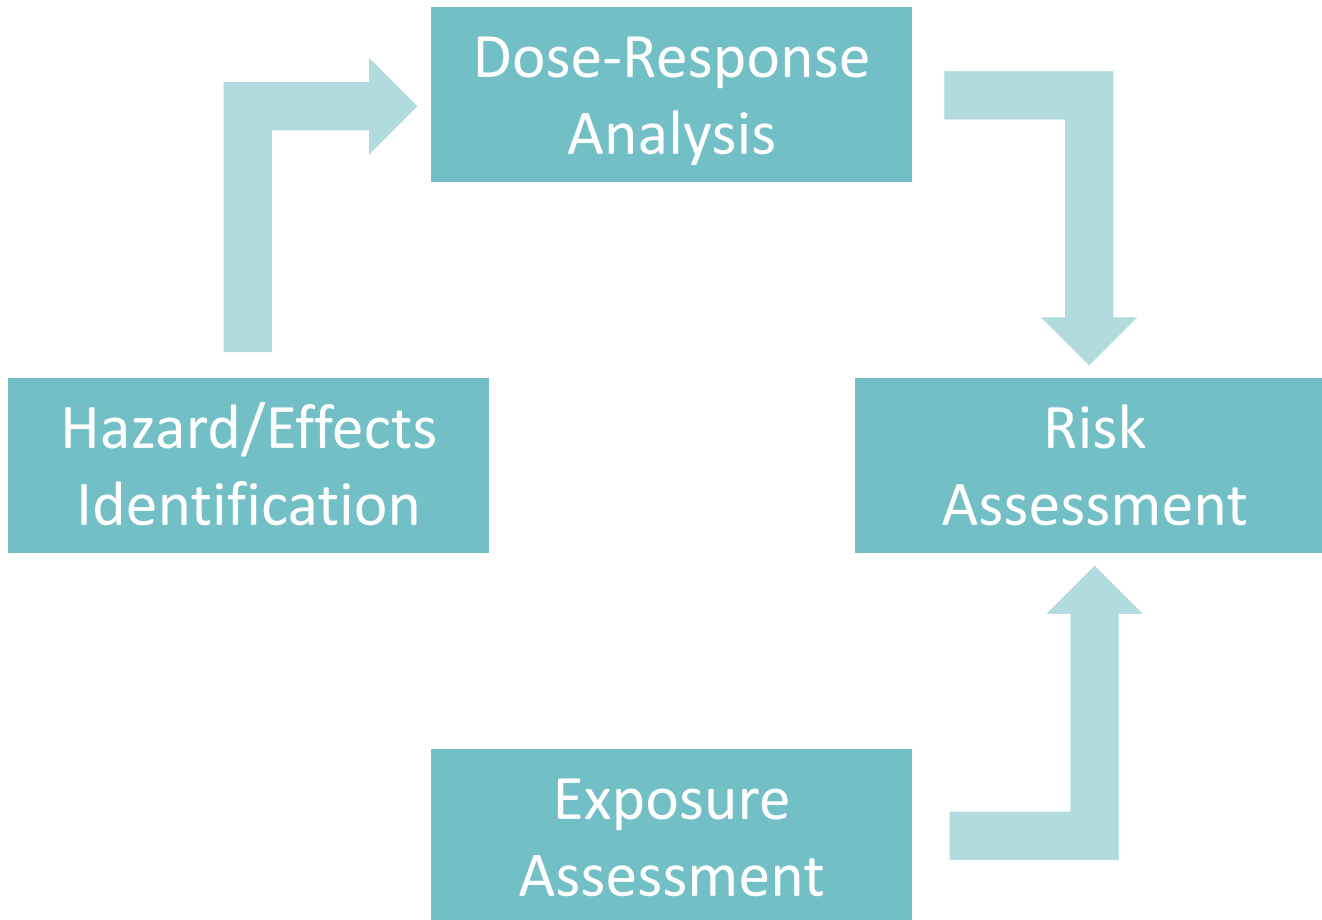 Dose-Response
Analysis
Hazard/Effects
Identification
Risk
Assessment
Exposure
Assessment